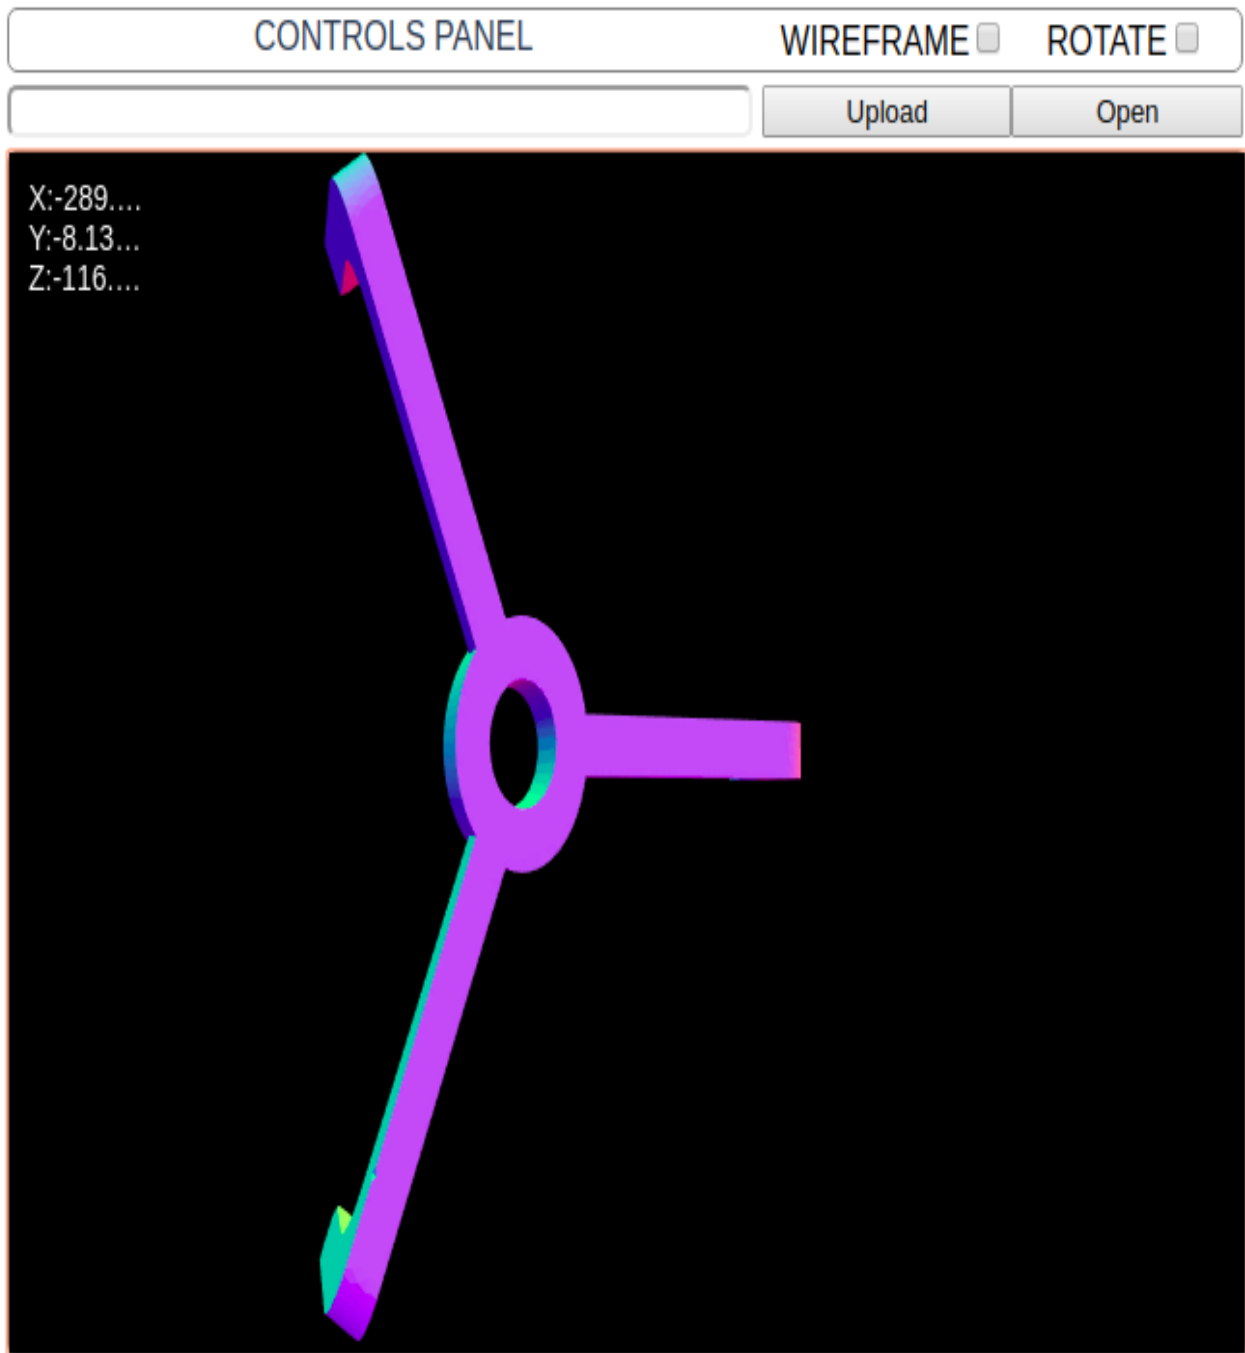 CONTROLS PANEL WIREFRAME ROTATE
Upload Open
X:-289....
Y:-8.13...
Z:-116....